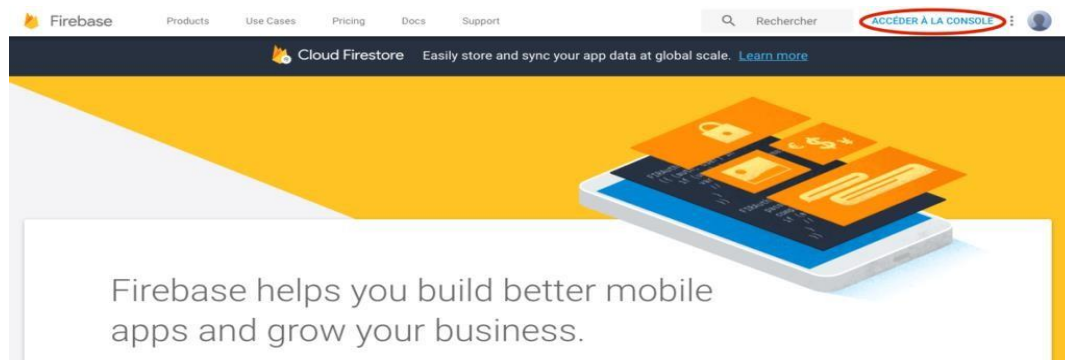 Firebase Products Use Cases Pricing Docs Support Rechercher ACCÉDER À LA CONSOLE
Cloud Firestore Easily store and sync your app data at global scale. Learn more
Firebase helps you build better mobile
apps and grow your business.